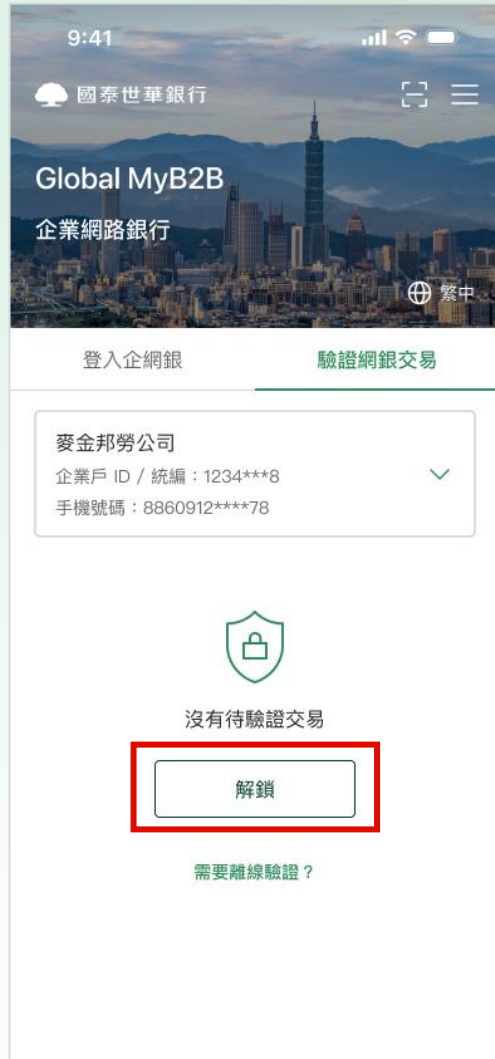 9:41
國泰世華銀行
Global MyB2B
企業網路銀行
繁中
登入企網銀
驗證網銀交易
麥金邦勞公司
企業戶 ID / 統編：1234***8
手機號碼：8860912****78
沒有待驗證交易
解鎖
需要離線驗證？